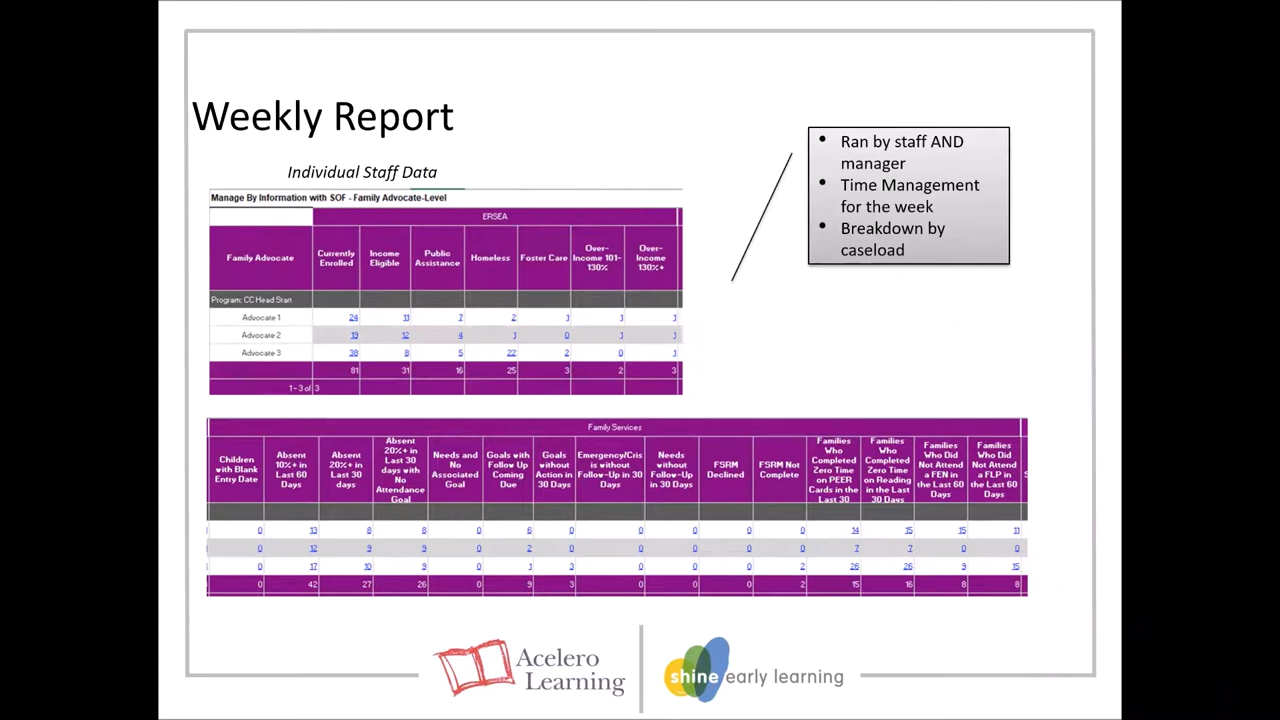 Weekly Report
Individual Staff Data
• Ran by staff AND
manager
• Time Management
for the week
• Breakdown by
caseload
Manage By Information with SOF - Family Advocate-Level
ERSEA
Family Advocate Currently Enrolled Income Eligible Public Assistance Homeless Foster Care Over-Income 101-130% Over-Income 130%+
Program: CC Head Start
Advocate 1 24 11 7 2 1 1 1
Advocate 2 19 12 4 1 0 1 1
Advocate 3 38 8 5 22 2 0 1
81 31 16 25 3 2 3
1 - 3 of 3
Family Services
Children with Blank Entry Date Absent 10%+ in Last 60 Days Absent 20%+ in Last 30 days Absent 20%+ in Last 30 days with No Attendance Goal Needs and No Associated Goal Goals with Follow Up Coming Due Goals without Action in 30 Days Emergency/Crisis without Follow-Up in 30 Days Needs without Follow-Up in 30 Days FSRM Declined FSRM Not Complete Families Who Completed Zero Time on PEER Cards in the Last 30 Families Who Completed Zero Time on Reading in the Last 30 Days Families Who Did Not Attend a FEN in the Last 60 Days Families Who Did Not Attend a FLP in the Last 60 Days
0 13 8 8 0 6 0 0 0 0 0 14 15 15 11
0 12 9 9 0 2 0 0 0 0 0 7 7 0 0
0 17 10 9 0 1 3 0 0 0 2 26 26 9 15
0 42 27 26 0 9 3 0 0 0 2 15 16 8 8
Acelero
Learning
shine early learning